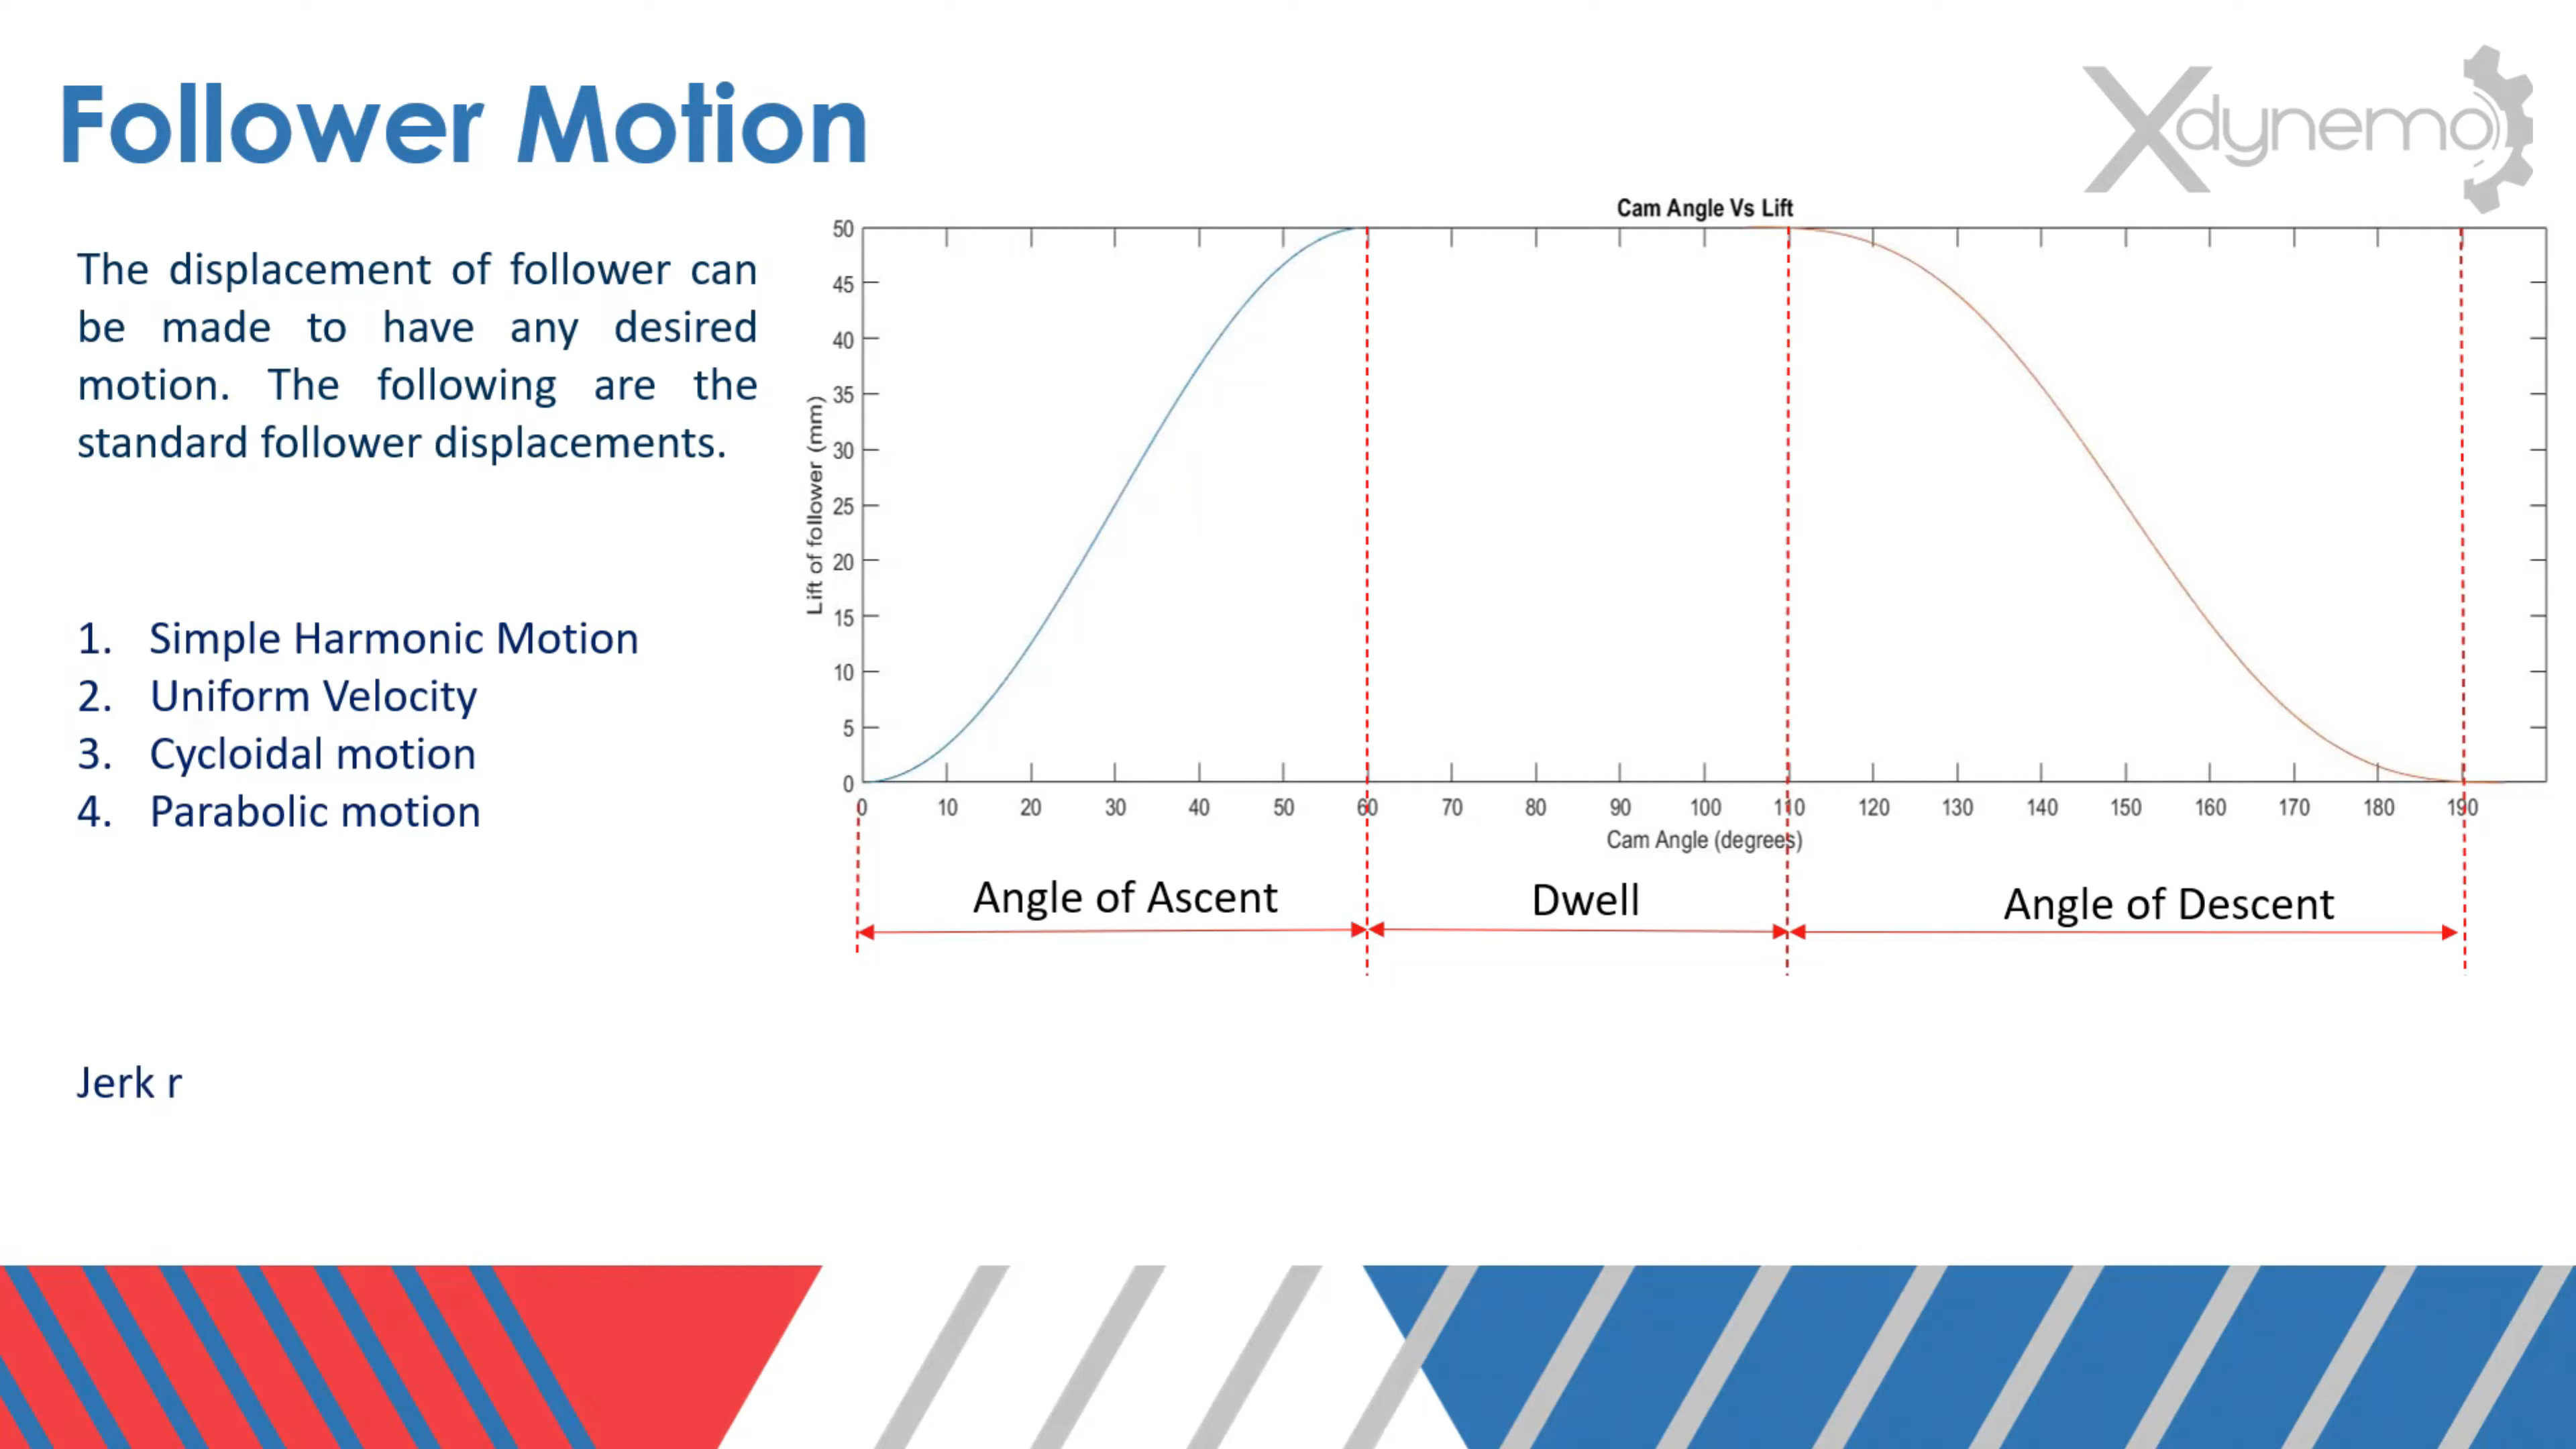 Follower Motion
Xdynemo
The displacement of follower can
be made to have any desired
motion. The following are the
standard follower displacements.
1. Simple Harmonic Motion
2. Uniform Velocity
3. Cycloidal motion
4. Parabolic motion
Jerk r
Cam Angle Vs Lift
Lift of follower (mm)
50
45
40
35
30
25
20
15
10
5
0
0 10 20 30 40 50 60 70 80 90 100 110 120 130 140 150 160 170 180 190
Cam Angle (degrees)
Angle of Ascent
Dwell
Angle of Descent